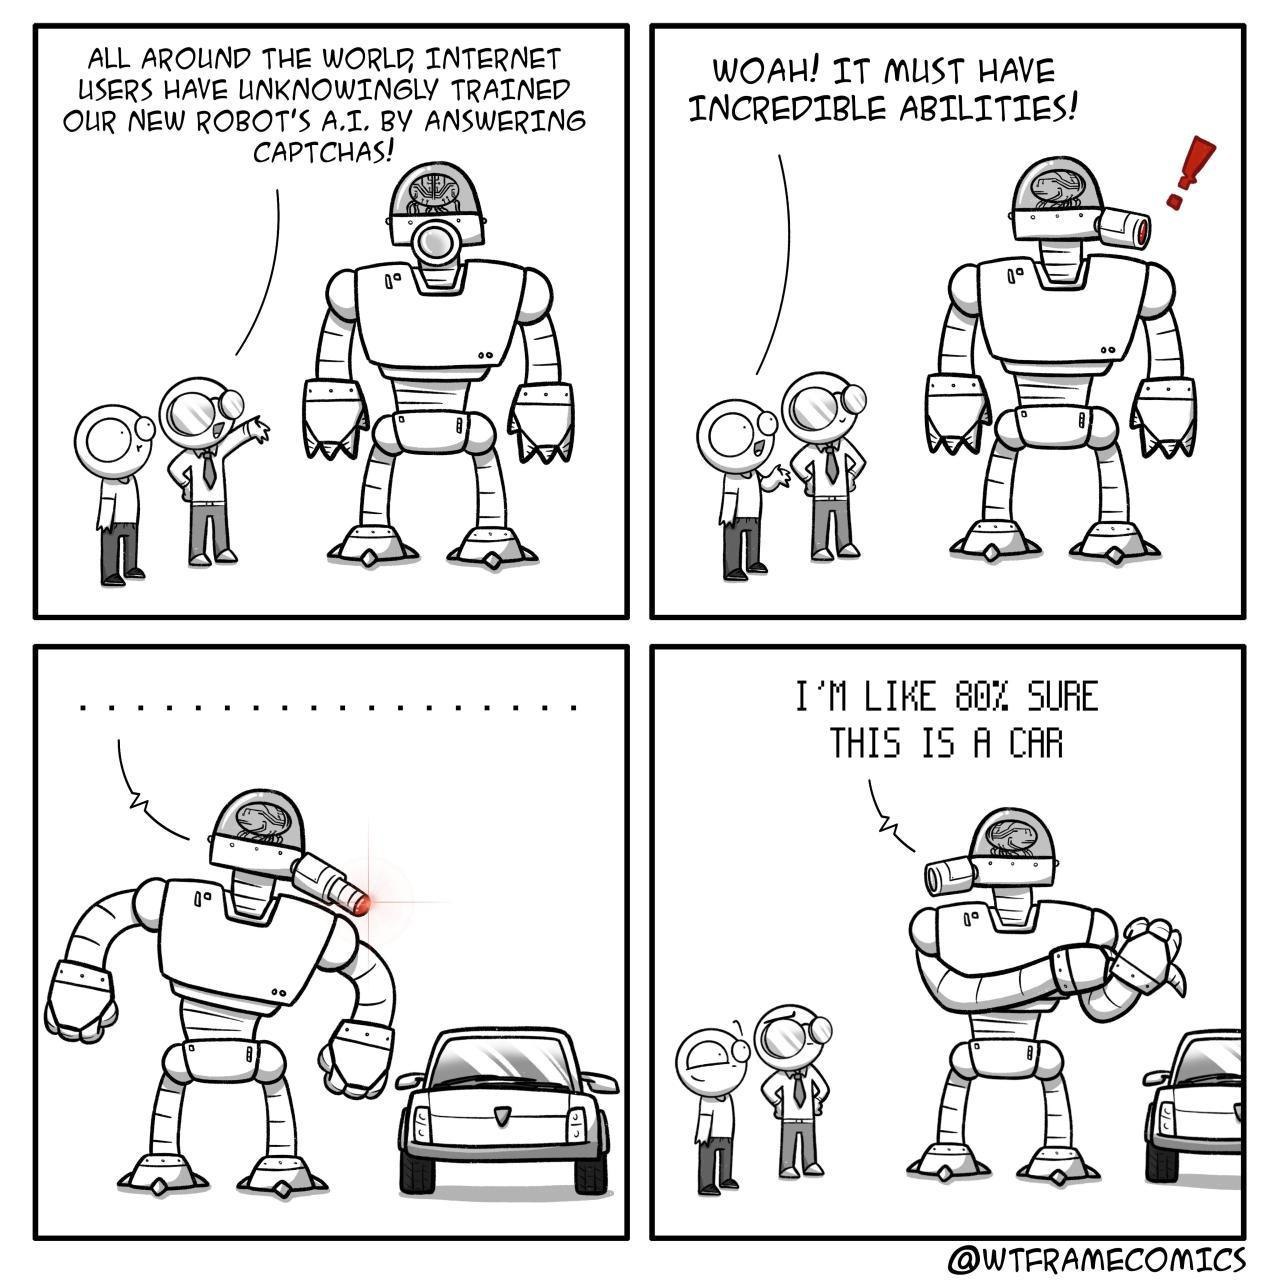 ALL AROUND THE WORLD, INTERNET
USERS HAVE UNKNOWINGLY TRAINED
OUR NEW ROBOT'S A.I. BY ANSWERING
CAPTCHAS!
WOAH! IT MUST HAVE
INCREDIBLE ABILITIES!
!
. . . . . . . . . . . . . . . . . .
I'M LIKE 80% SURE
THIS IS A CAR
@WTFRAMECOMICS